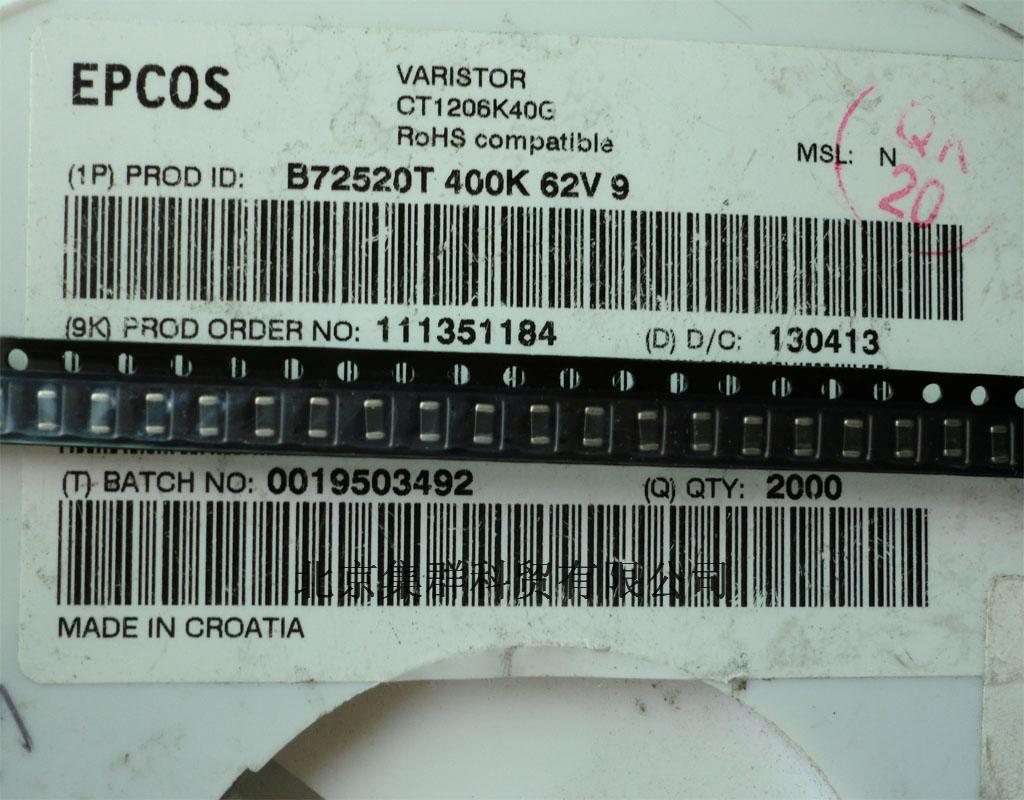 EPCOS
VARISTOR
CT1206K40G
RoHS compatible
MSL: N
20
(1P) PROD ID: B72520T 400K 62V 9
(9K) PROD ORDER NO: 111351184 (D) D/C: 130413
(T) BATCH NO: 0019503492 (Q) QTY: 2000
北京集群科贸有限公司
MADE IN CROATIA